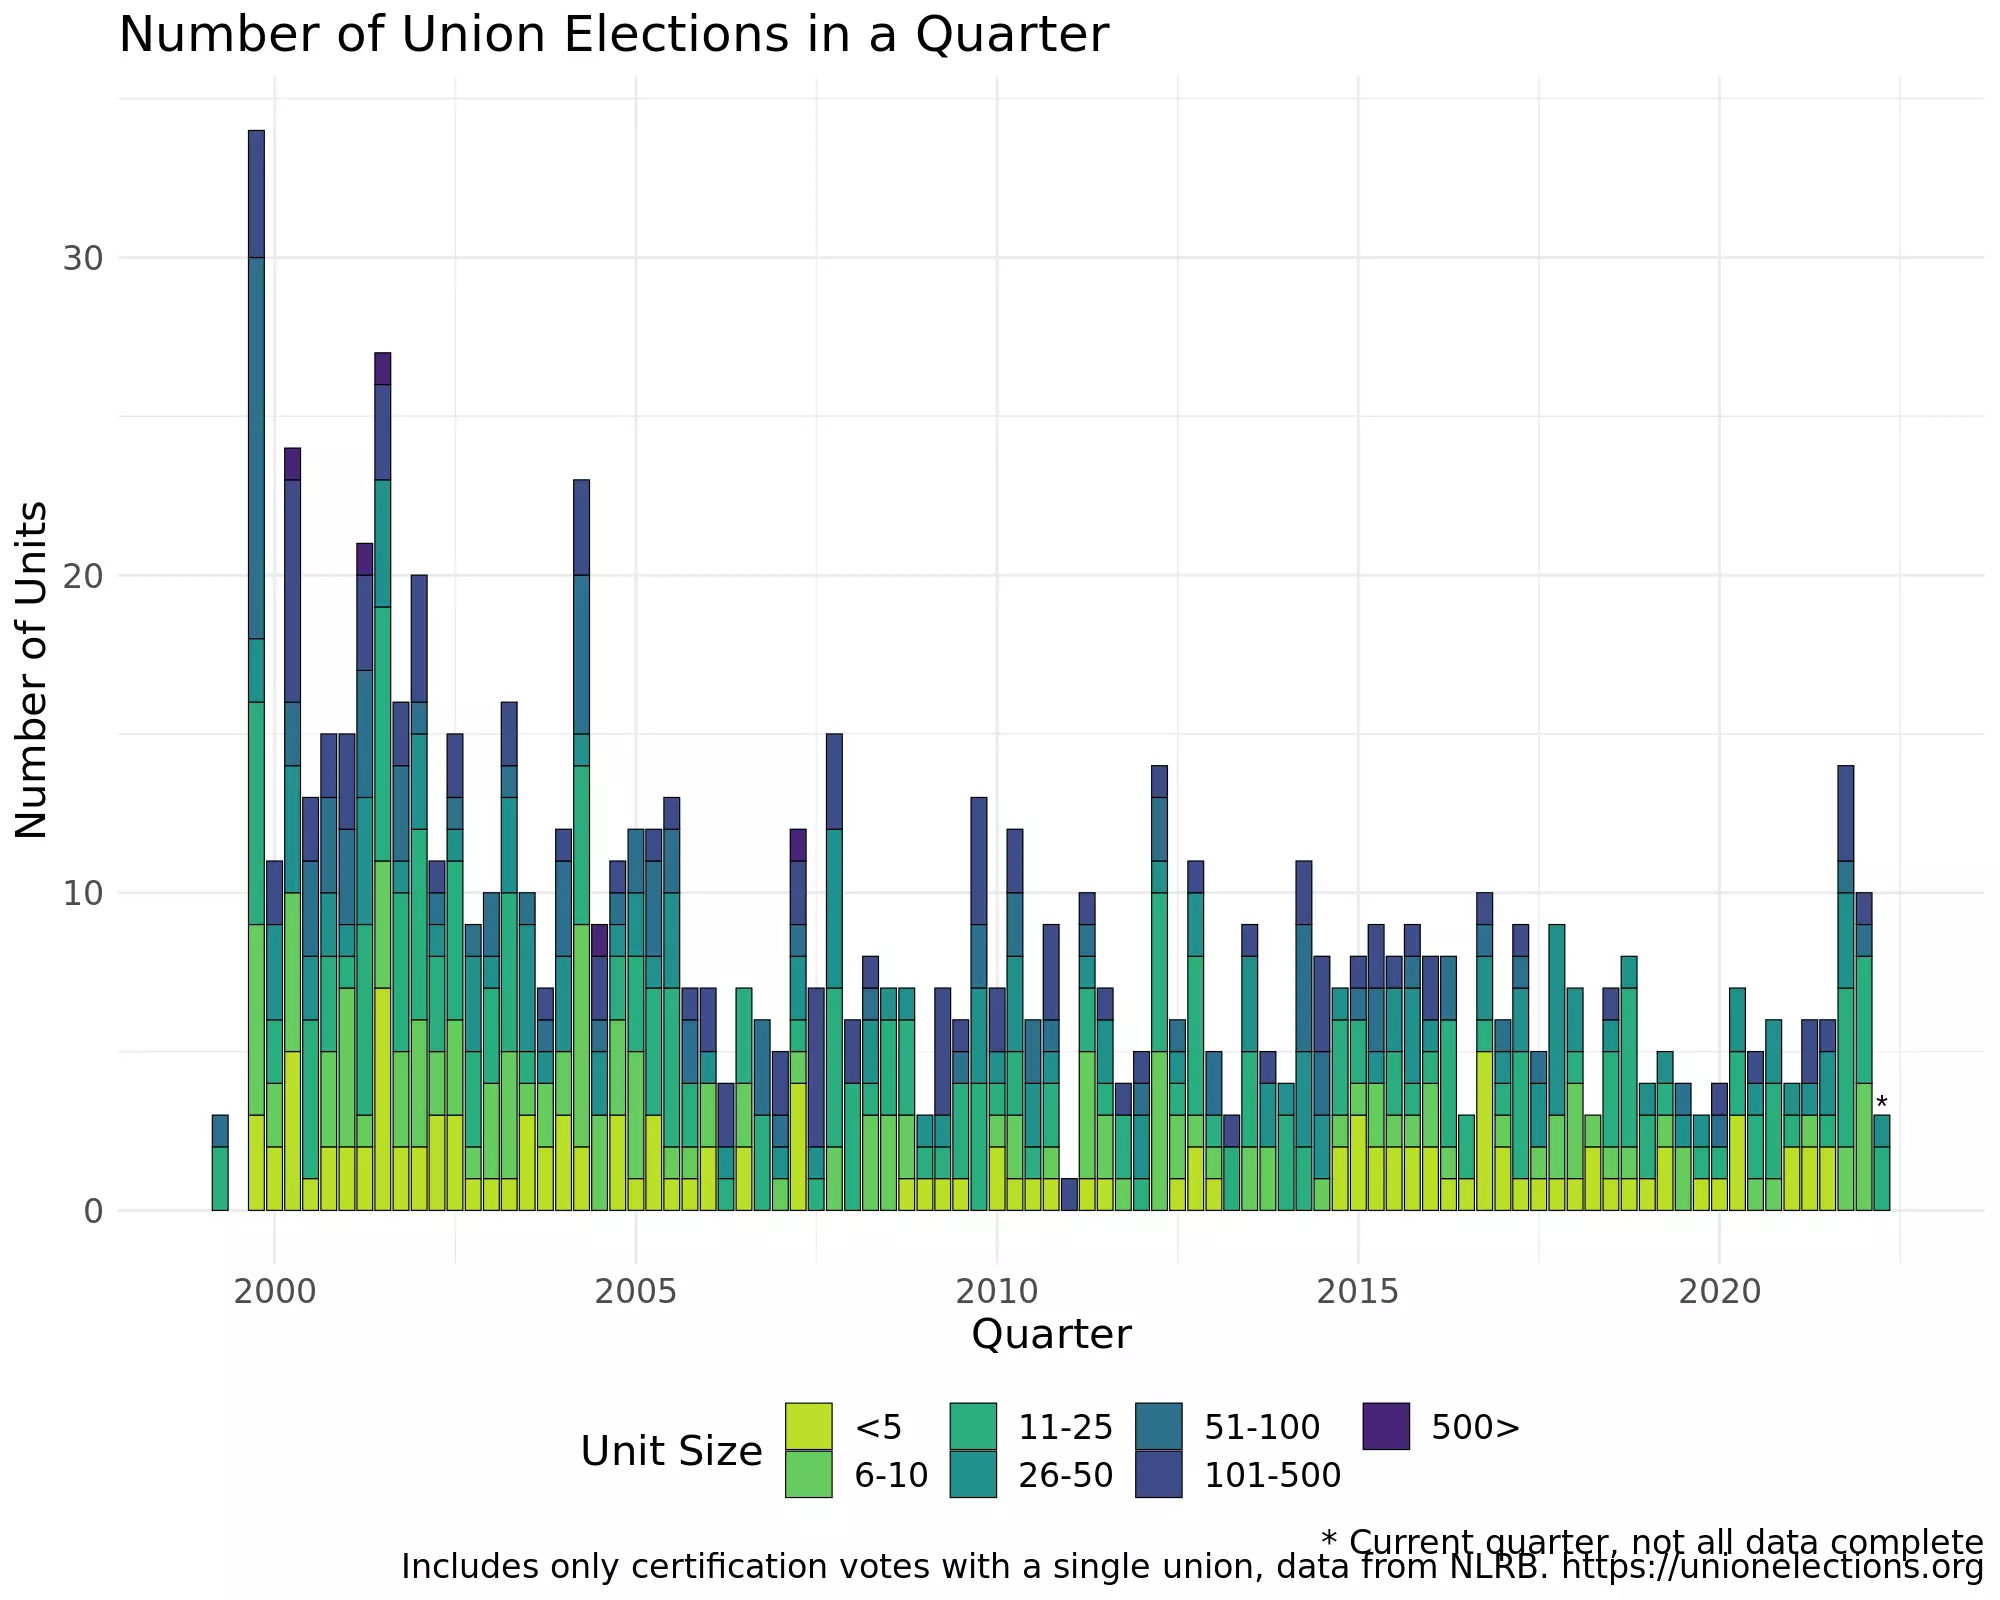 Number of Union Elections in a Quarter
Number of Units
30
20
10
0
*
2000 2005 2010 2015 2020
Quarter
Unit Size
<5 11-25 51-100 500>
6-10 26-50 101-500
* Current quarter, not all data complete
Includes only certification votes with a single union, data from NLRB. https://unionelections.org